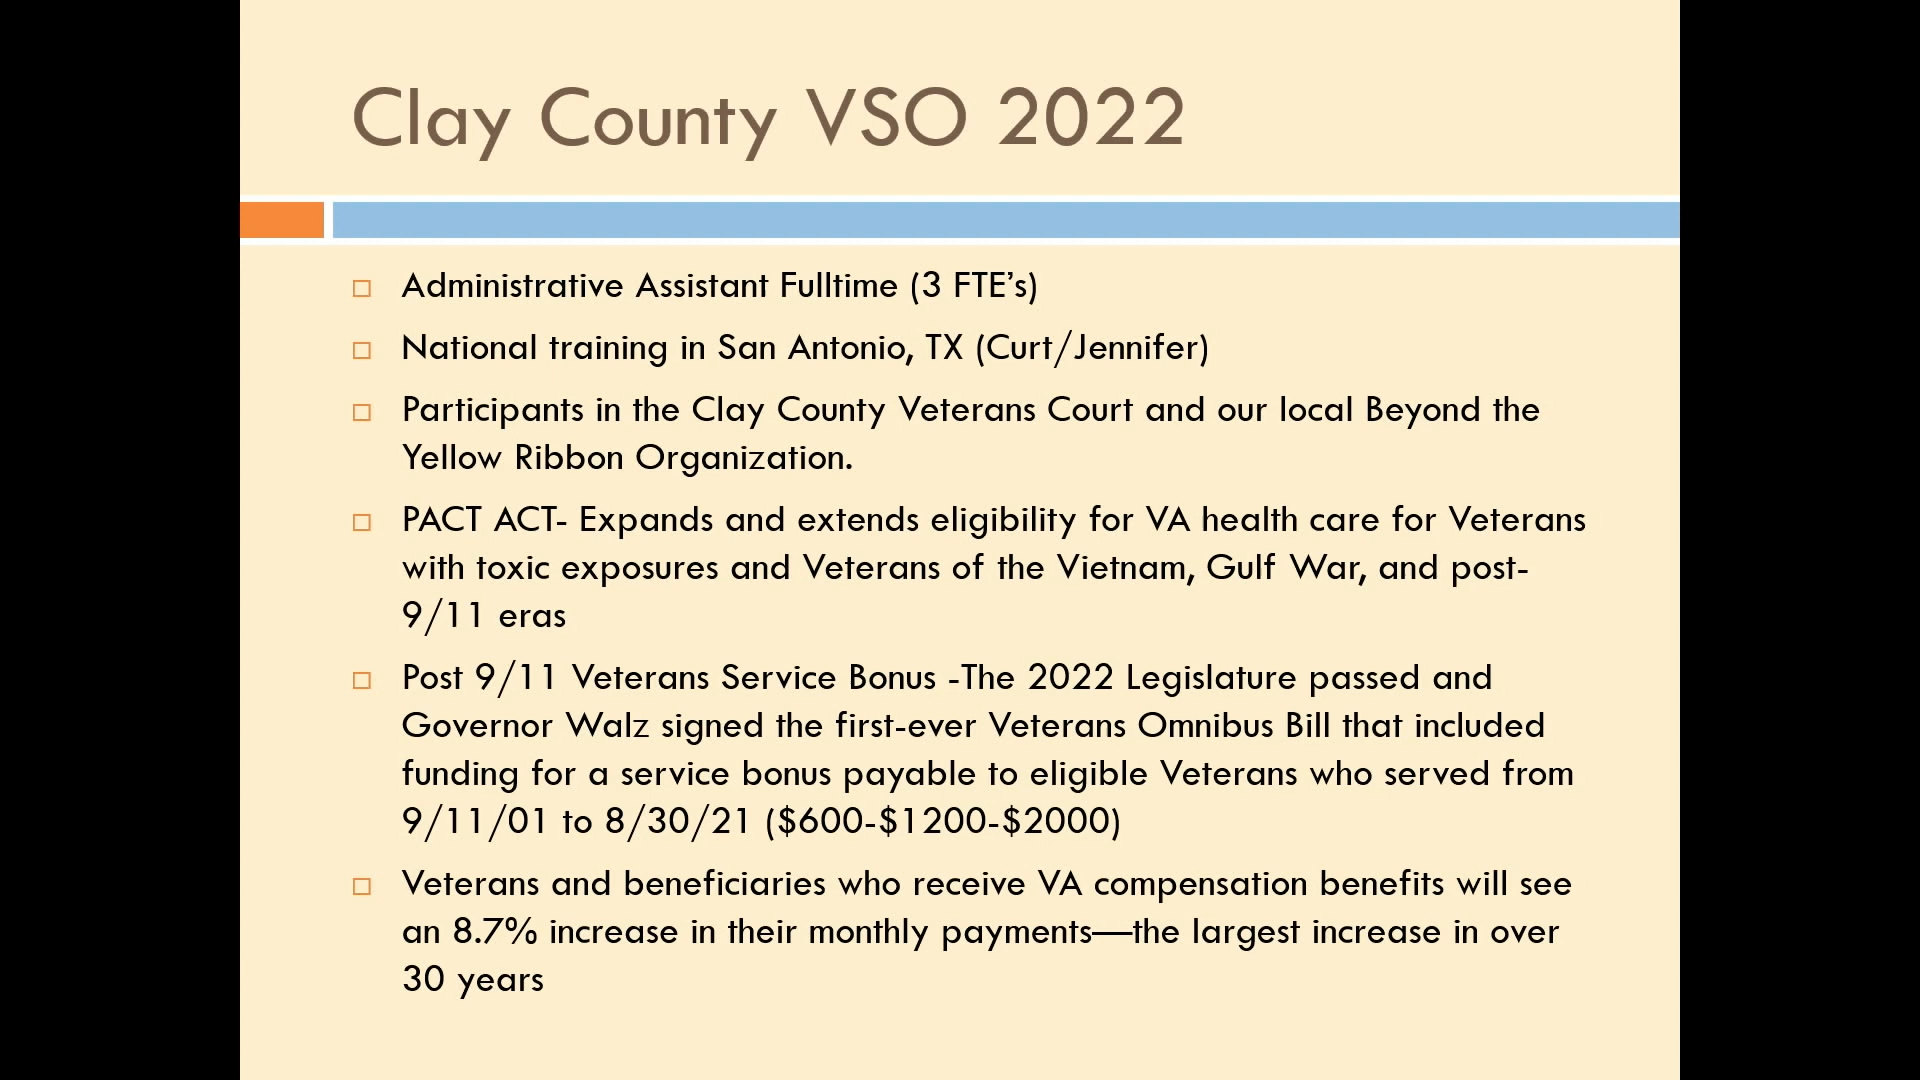 Clay County VSO 2022
Administrative Assistant Fulltime (3 FTE’s)
National training in San Antonio, TX (Curt/Jennifer)
Participants in the Clay County Veterans Court and our local Beyond the
Yellow Ribbon Organization.
PACT ACT- Expands and extends eligibility for VA health care for Veterans
with toxic exposures and Veterans of the Vietnam, Gulf War, and post-
9/11 eras
Post 9/11 Veterans Service Bonus -The 2022 Legislature passed and
Governor Walz signed the first-ever Veterans Omnibus Bill that included
funding for a service bonus payable to eligible Veterans who served from
9/11/01 to 8/30/21 ($600-$1200-$2000)
Veterans and beneficiaries who receive VA compensation benefits will see
an 8.7% increase in their monthly payments—the largest increase in over
30 years